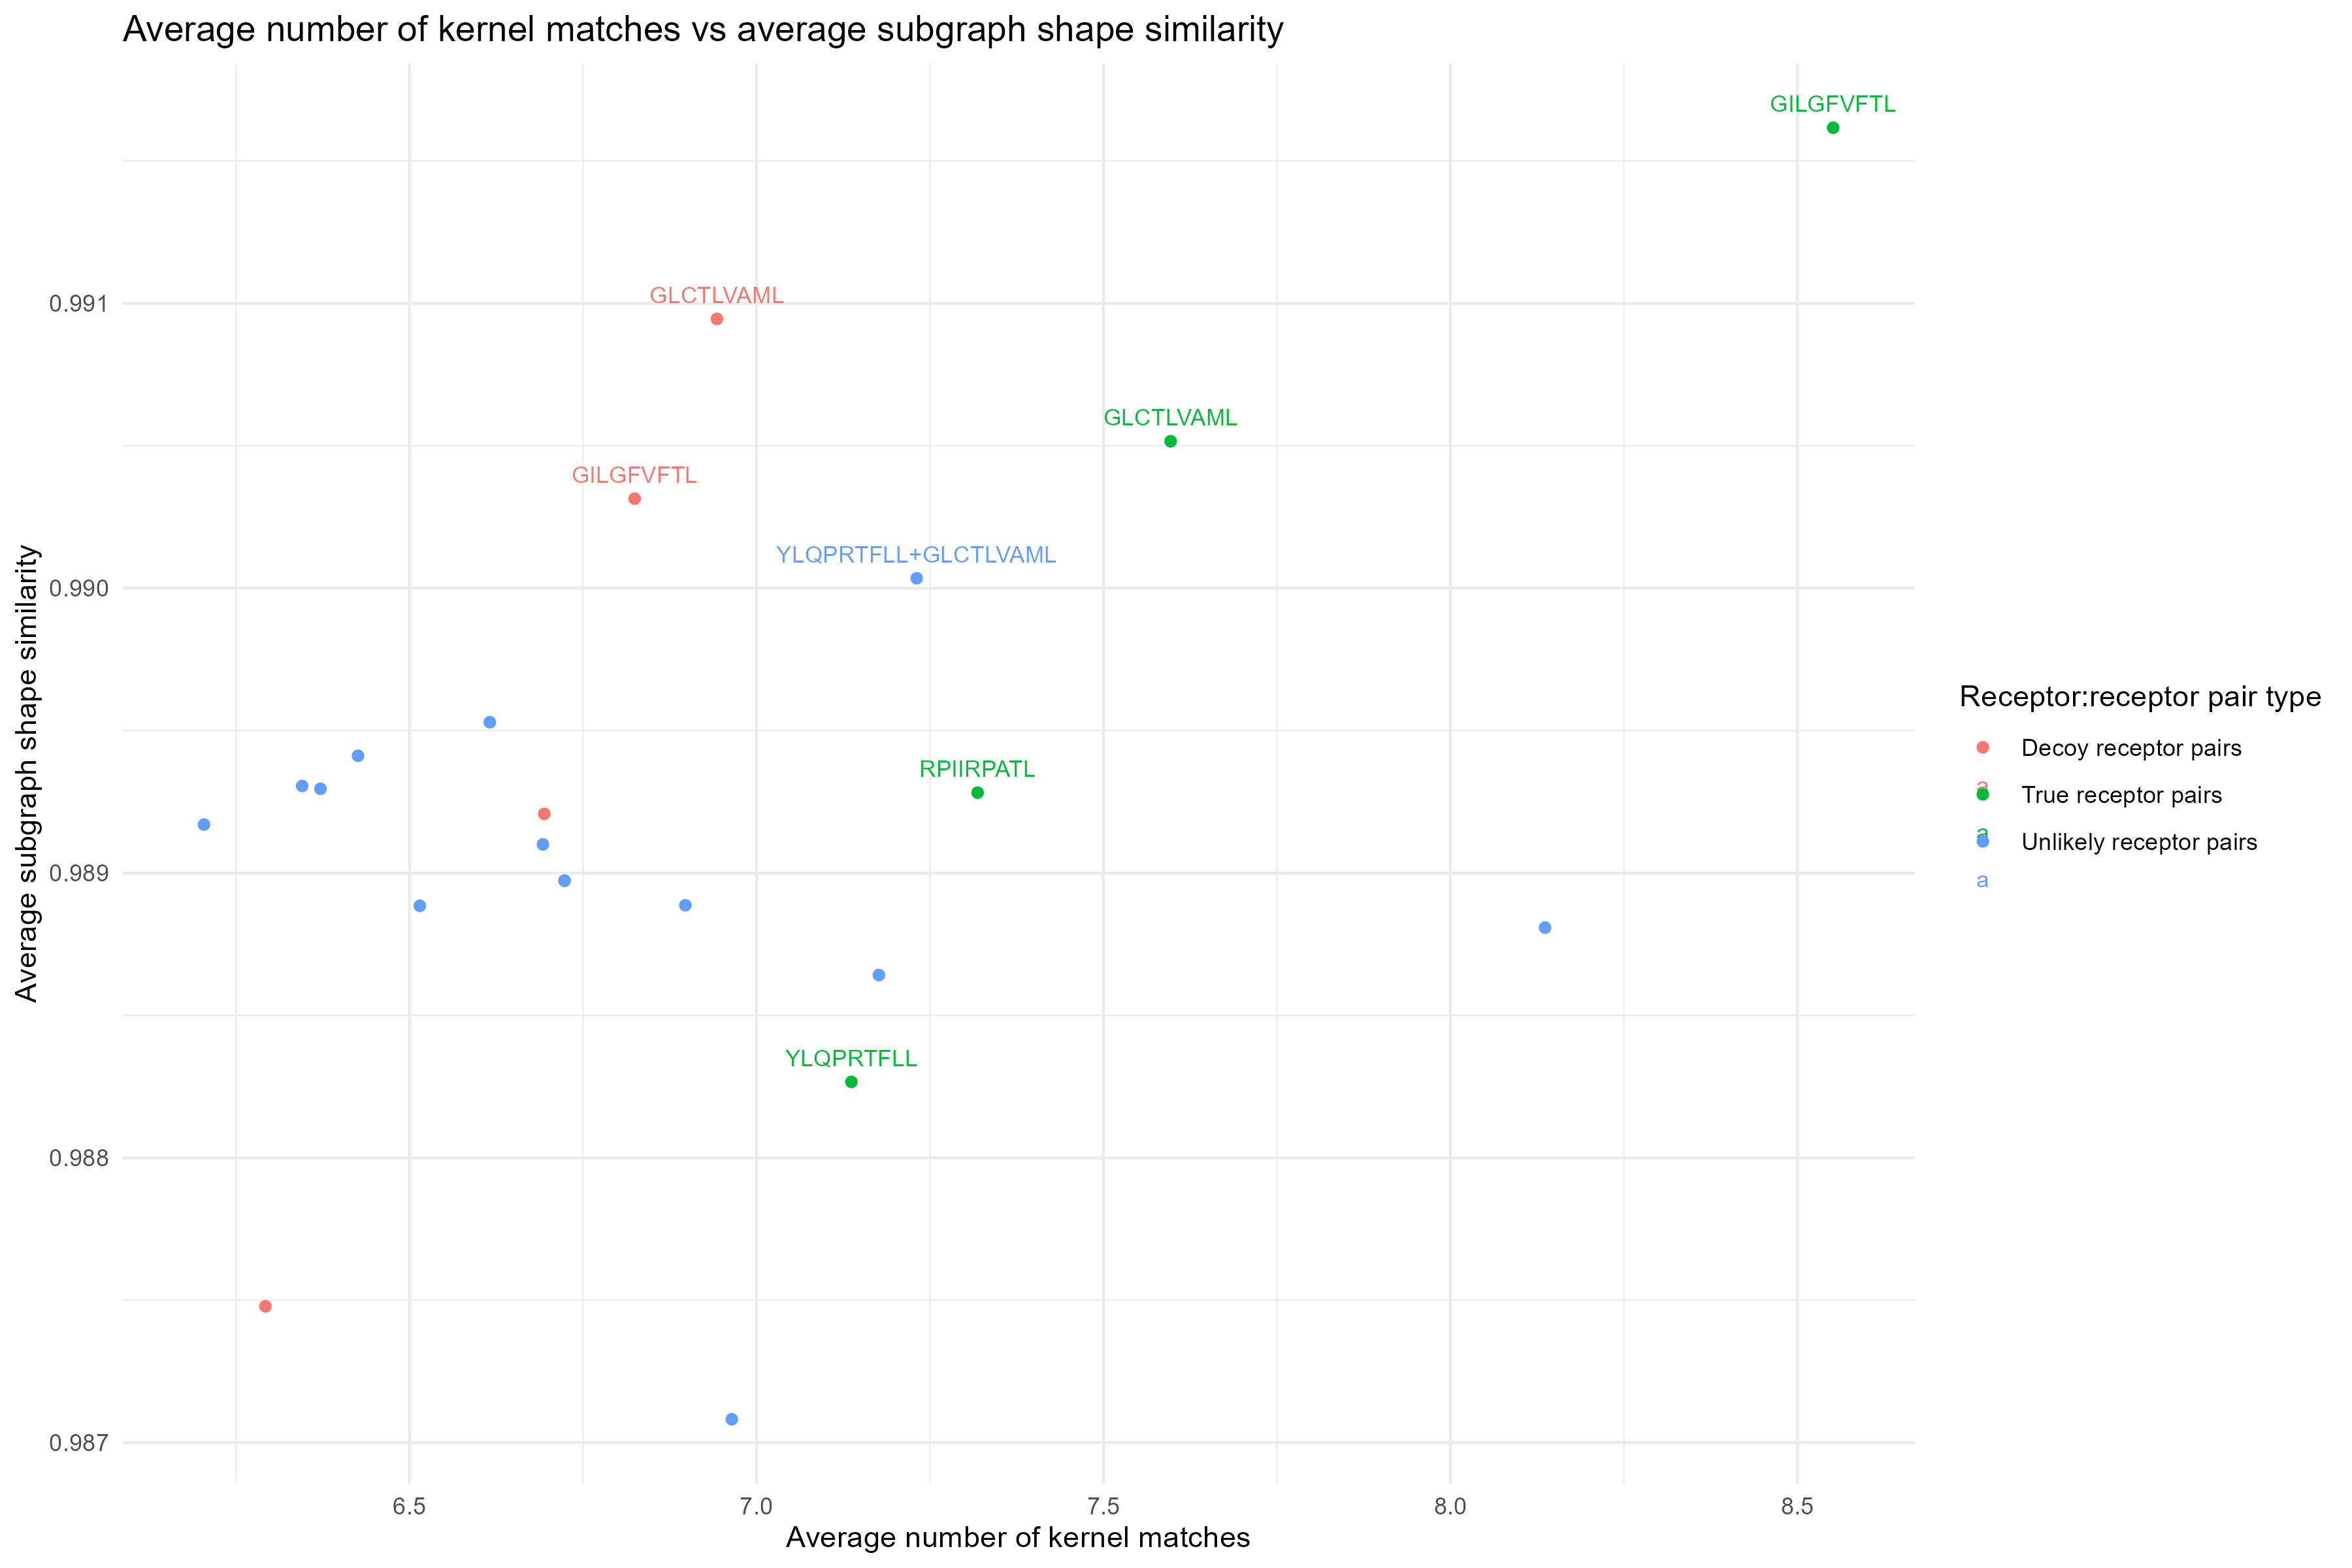 Average number of kernel matches vs average subgraph shape similarity
GILGFVFTL
GLCTLVAML
GLCTLVAML
GILGFVFTL
YLQPRTFLL+GLCTLVAML
RPIIRPATL
YLQPRTFLL
0.991
0.990
0.989
0.988
0.987
Average subgraph shape similarity
6.5 7.0 7.5 8.0 8.5
Average number of kernel matches
Receptor:receptor pair type
Decoy receptor pairs
a
True receptor pairs
a
Unlikely receptor pairs
a